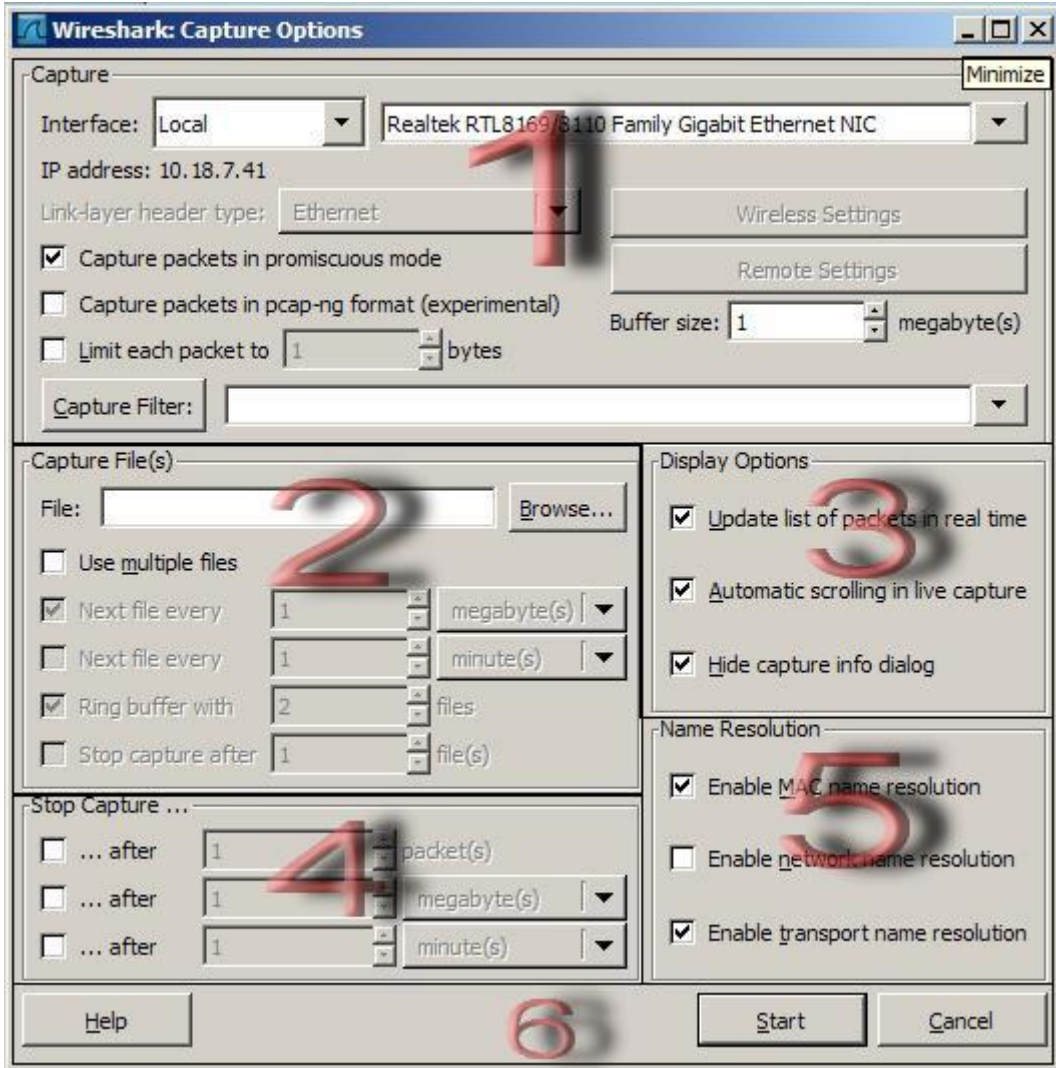 Wireshark: Capture Options
Minimize
Capture
Interface: Local Realtek RTL8169/8110 Family Gigabit Ethernet NIC
IP address: 10.18.7.41
Link-layer header type: Ethernet
Wireless Settings
Capture packets in promiscuous mode
Remote Settings
Capture packets in pcap-ng format (experimental)
Buffer size: 1 megabyte(s)
Limit each packet to 1 bytes
Capture Filter:
1
Capture File(s)
File: Browse...
Use multiple files
Next file every 1 megabyte(s)
Next file every 1 minute(s)
Ring buffer with 2 files
Stop capture after 1 file(s)
2
Display Options
Update list of packets in real time
Automatic scrolling in live capture
Hide capture info dialog
3
Stop Capture ...
... after 1 packet(s)
... after 1 megabyte(s)
... after 1 minute(s)
4
Name Resolution
Enable MAC name resolution
Enable network name resolution
Enable transport name resolution
5
Help 6 Start Cancel